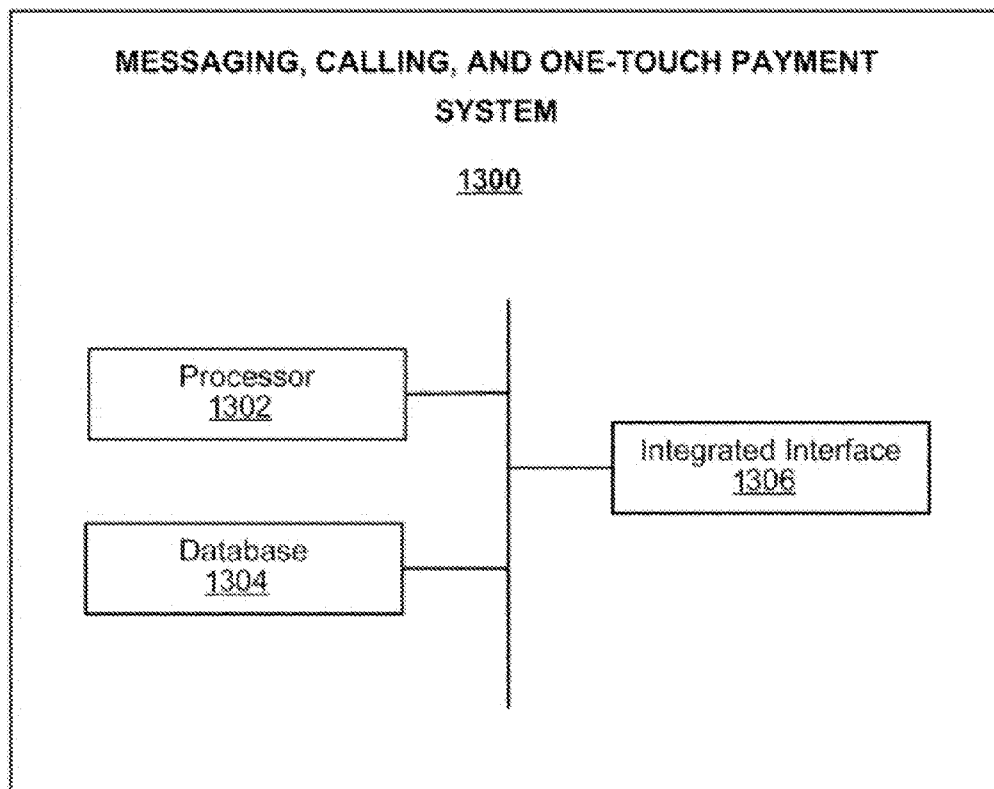 MESSAGING, CALLING, AND ONE-TOUCH PAYMENT
SYSTEM
1300
Processor
1302
Integrated Interface
1306
Database
1304